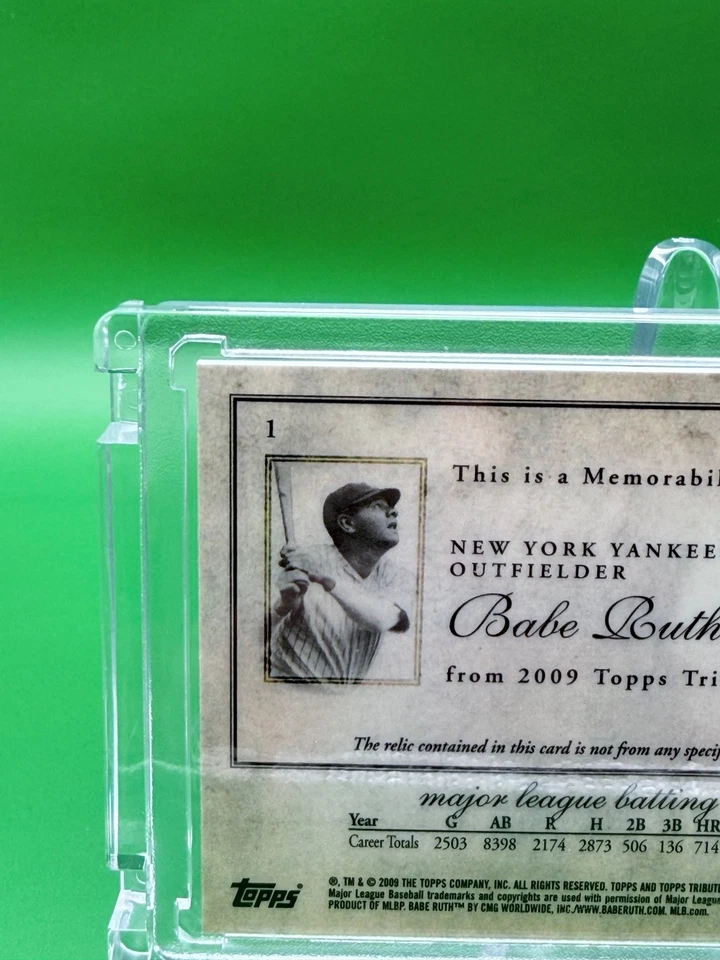 1
This is a Memorabil
NEW YORK YANKEE
OUTFIELDER
Babe Ruth
from 2009 Topps Tri
The relic contained in this card is not from any specif
major league batting
Year G AB R H 2B 3B HR
Career Totals 2503 8398 2174 2873 506 136 714
topps
®, TM & © 2009 THE TOPPS COMPANY, INC. ALL RIGHTS RESERVED. TOPPS AND TOPPS TRIBUTE
Major League Baseball trademarks and copyrights are used with permission of Major League
PRODUCT OF MLBP. BABE RUTH™ BY CMG WORLDWIDE, INC./WWW.BABERUTH.COM. MLB.com.